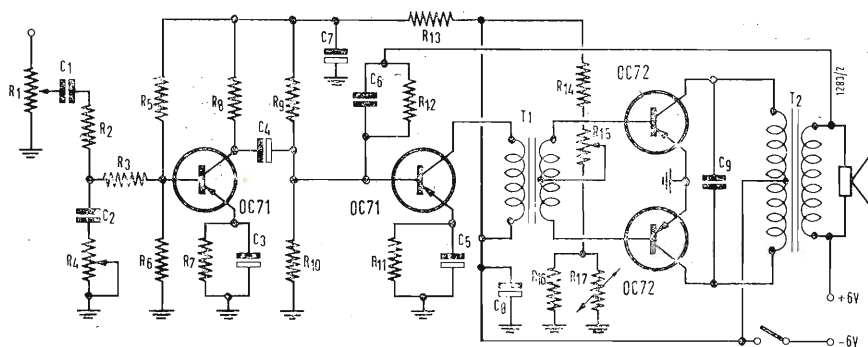 R1
C1
R2
R3
C2
R4
R5
R6
R7
C3
OC71
R8
C4
R9
R10
C7
R13
C6
R12
OC71
R11
C5
T1
C8
R14
R15
R16
R17
OC72
OC72
C9
T2
1283/2
+6V
-6V